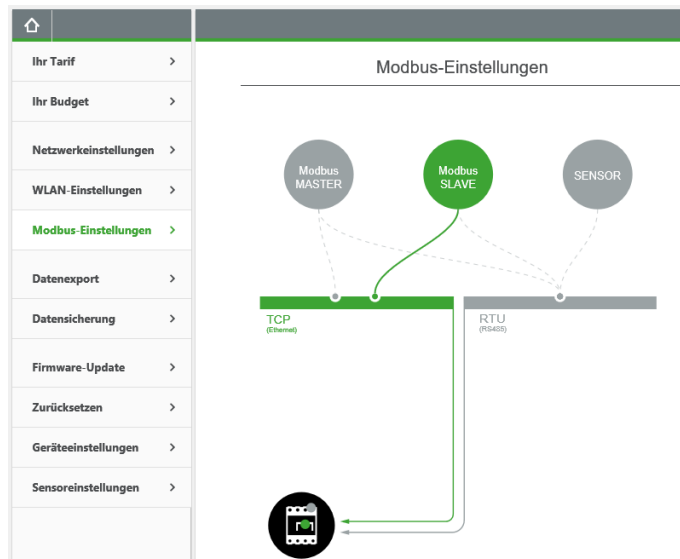 Ihr Tarif
Ihr Budget
Netzwerkeinstellungen
WLAN-Einstellungen
Modbus-Einstellungen
Datenexport
Datensicherung
Firmware-Update
Zurücksetzen
Geräteeinstellungen
Sensoreinstellungen
Modbus-Einstellungen
Modbus
MASTER
Modbus
SLAVE
SENSOR
TCP
(Ethernet)
RTU
(RS485)